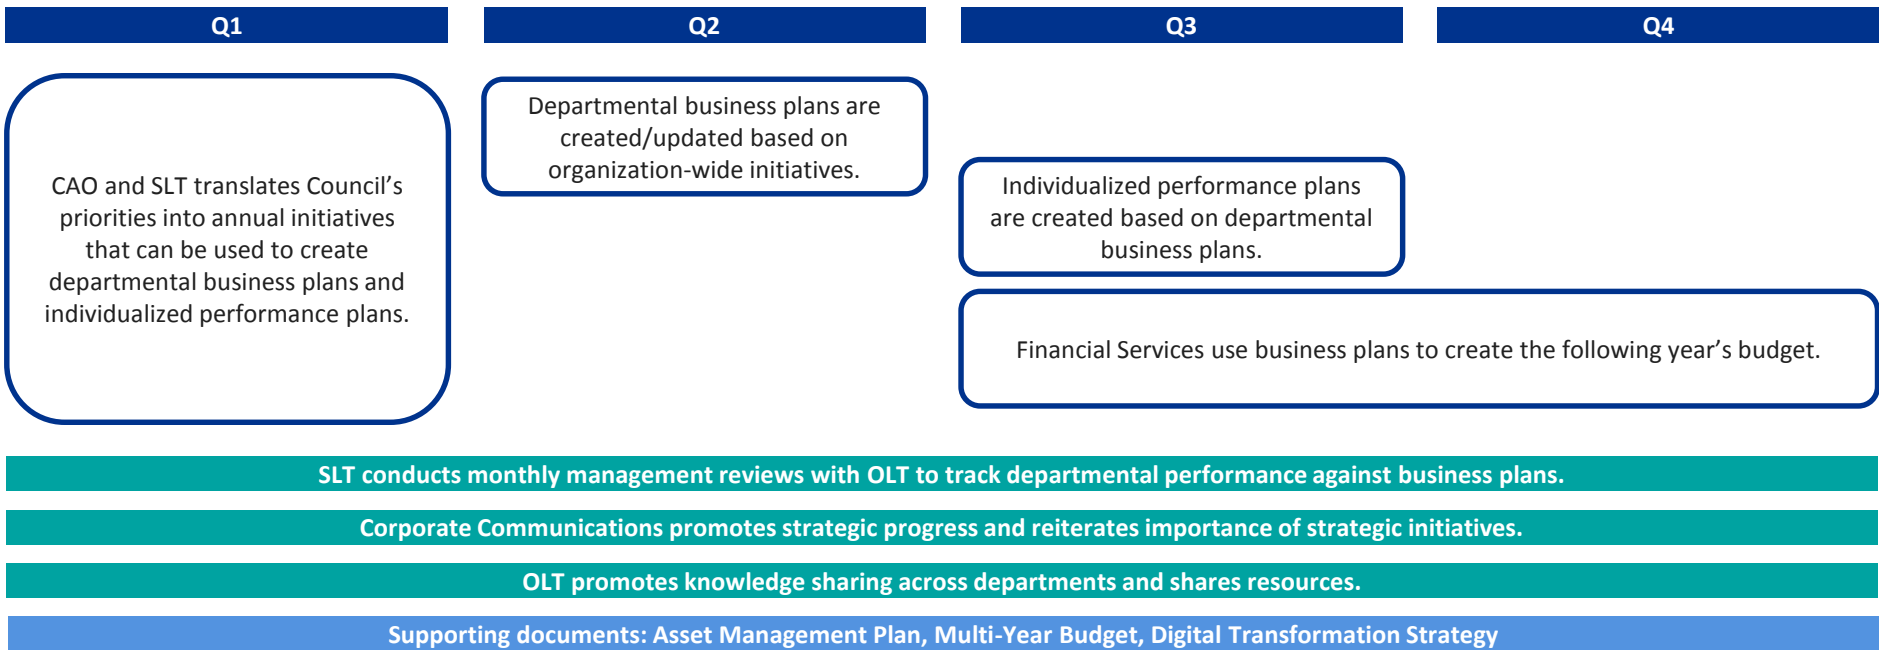 Q1
Q2
Q3
Q4
CAO and SLT translates Council’s
priorities into annual initiatives
that can be used to create
departmental business plans and
individualized performance plans.
Departmental business plans are
created/updated based on
organization-wide initiatives.
Individualized performance plans
are created based on departmental
business plans.
Financial Services use business plans to create the following year’s budget.
SLT conducts monthly management reviews with OLT to track departmental performance against business plans.
Corporate Communications promotes strategic progress and reiterates importance of strategic initiatives.
OLT promotes knowledge sharing across departments and shares resources.
Supporting documents: Asset Management Plan, Multi-Year Budget, Digital Transformation Strategy